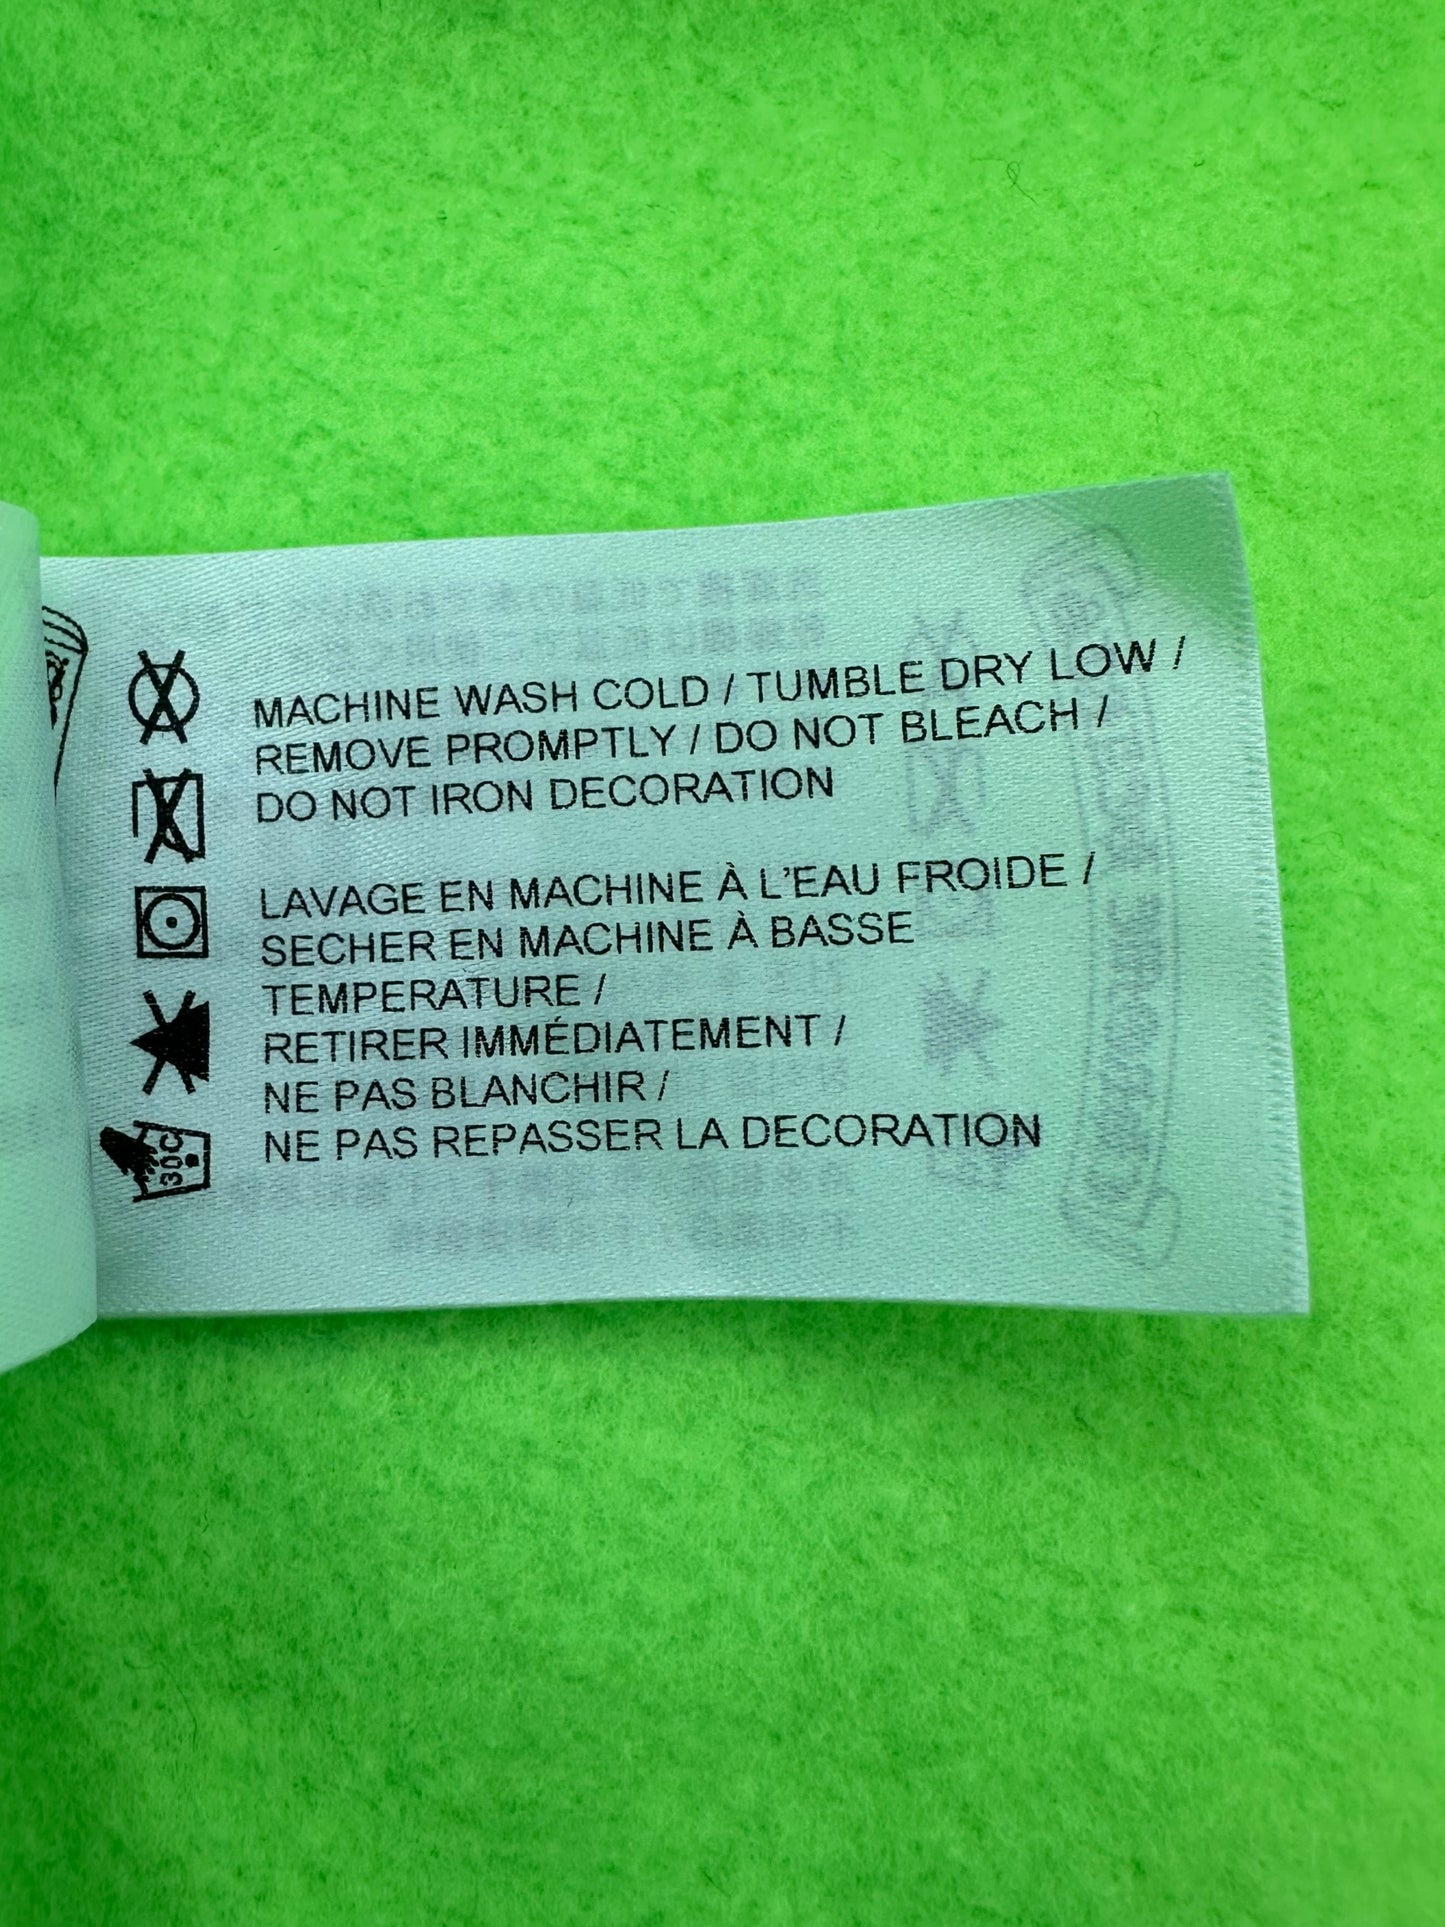 MACHINE WASH COLD / TUMBLE DRY LOW /
REMOVE PROMPTLY / DO NOT BLEACH /
DO NOT IRON DECORATION
LAVAGE EN MACHINE À L'EAU FROIDE /
SECHER EN MACHINE À BASSE
TEMPERATURE /
RETIRER IMMÉDIATEMENT /
NE PAS BLANCHIR /
NE PAS REPASSER LA DECORATION
30C